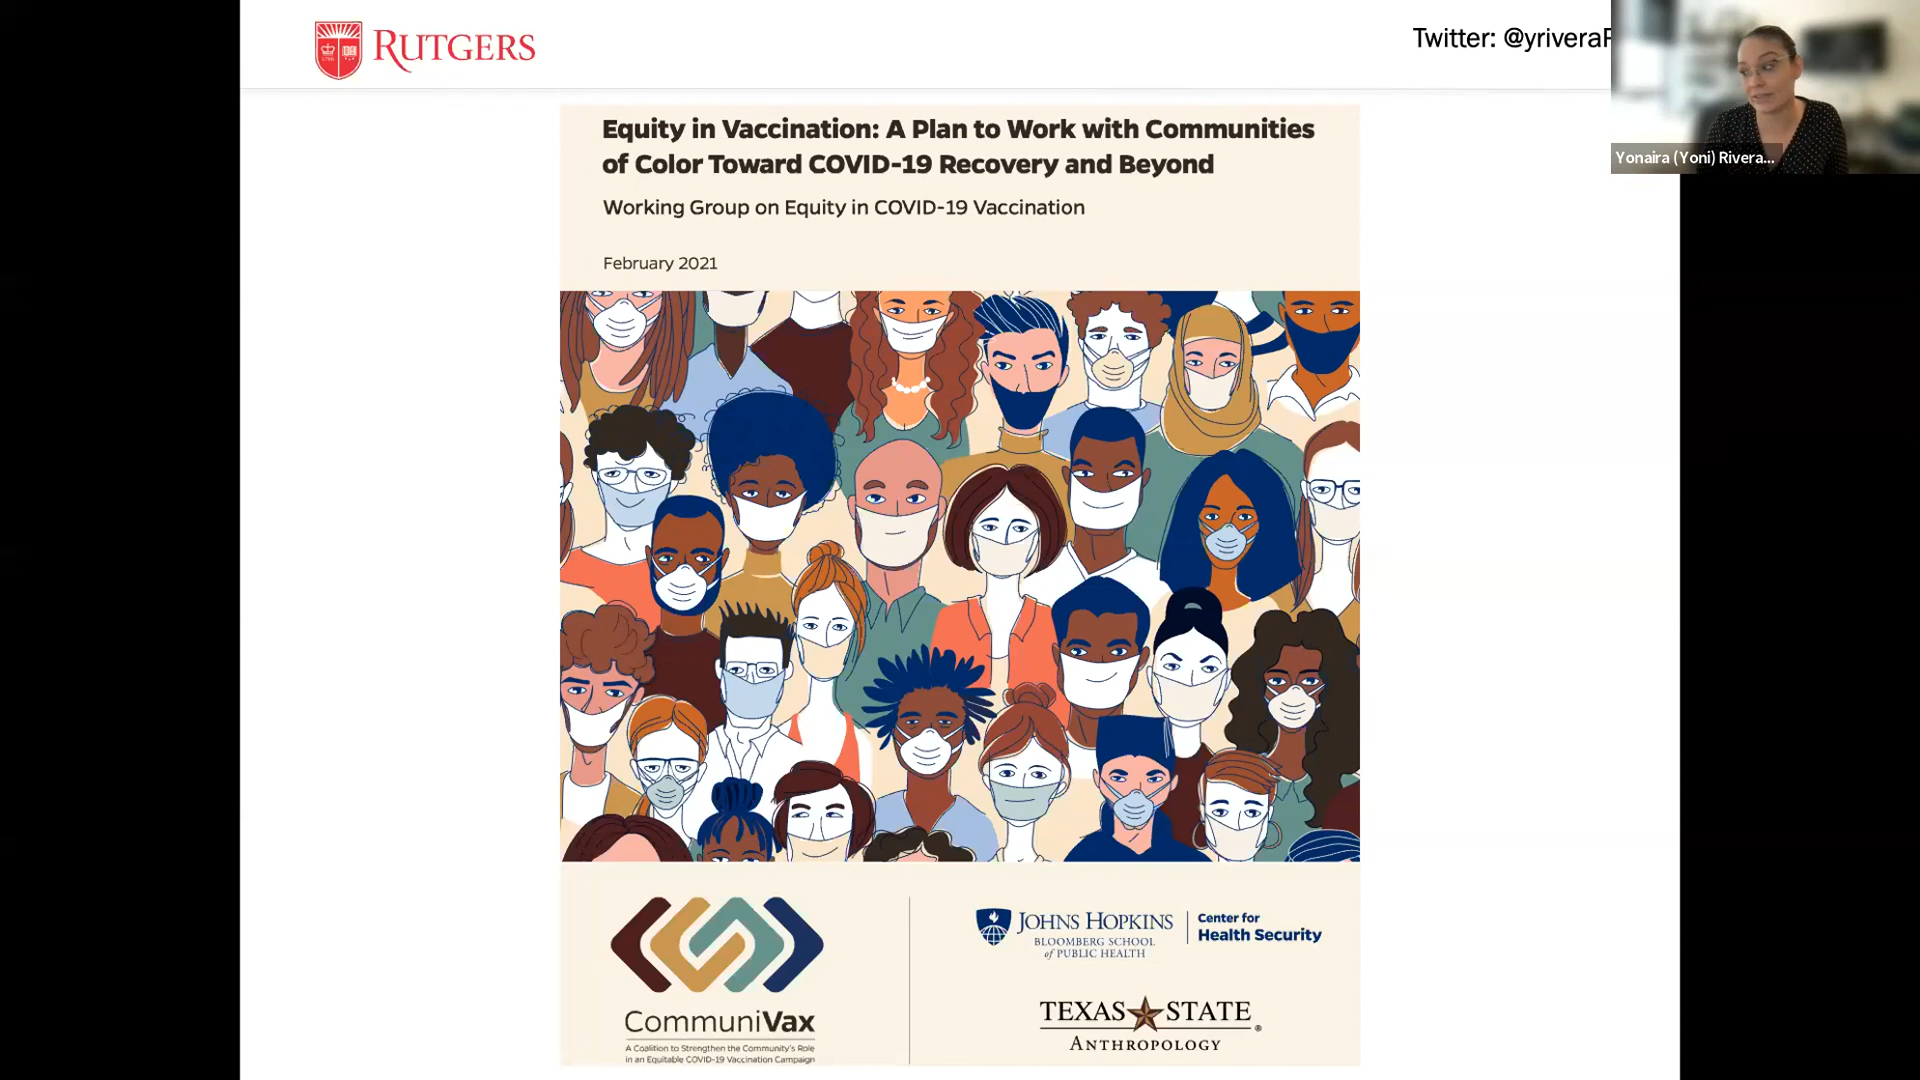 RUTGERS
Twitter: @yrivera
Yonaira (Yoni) Rivera...
Equity in Vaccination: A Plan to Work with Communities
of Color Toward COVID-19 Recovery and Beyond
Working Group on Equity in COVID-19 Vaccination
February 2021
CommuniVax
A Coalition to Strengthen the Community's Role
in an Equitable COVID-19 Vaccination Campaign
JOHNS HOPKINS
BLOOMBERG SCHOOL
of PUBLIC HEALTH
Center for
Health Security
TEXAS STATE
ANTHROPOLOGY